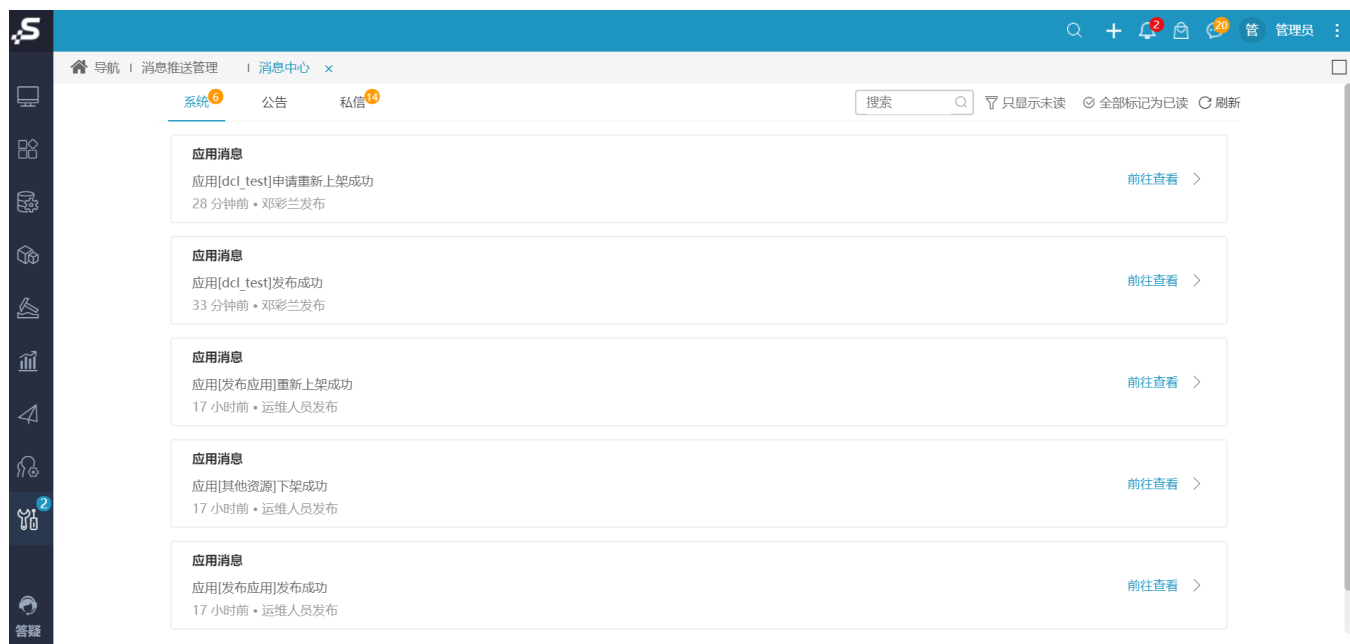 S
2
20
管 管理员
导航 消息推送管理 消息中心 ×
系统 6 公告 私信 14 搜索 只显示未读 全部标记为已读 刷新
应用消息
应用[dcl_test]申请重新上架成功
前往查看
28 分钟前 • 邓彩兰发布
应用消息
应用[dcl_test]发布成功
前往查看
33 分钟前 • 邓彩兰发布
应用消息
应用[发布应用]重新上架成功
前往查看
17 小时前 • 运维人员发布
应用消息
应用[其他资源]下架成功
前往查看
17 小时前 • 运维人员发布
应用消息
应用[发布应用]发布成功
前往查看
17 小时前 • 运维人员发布
2
答疑